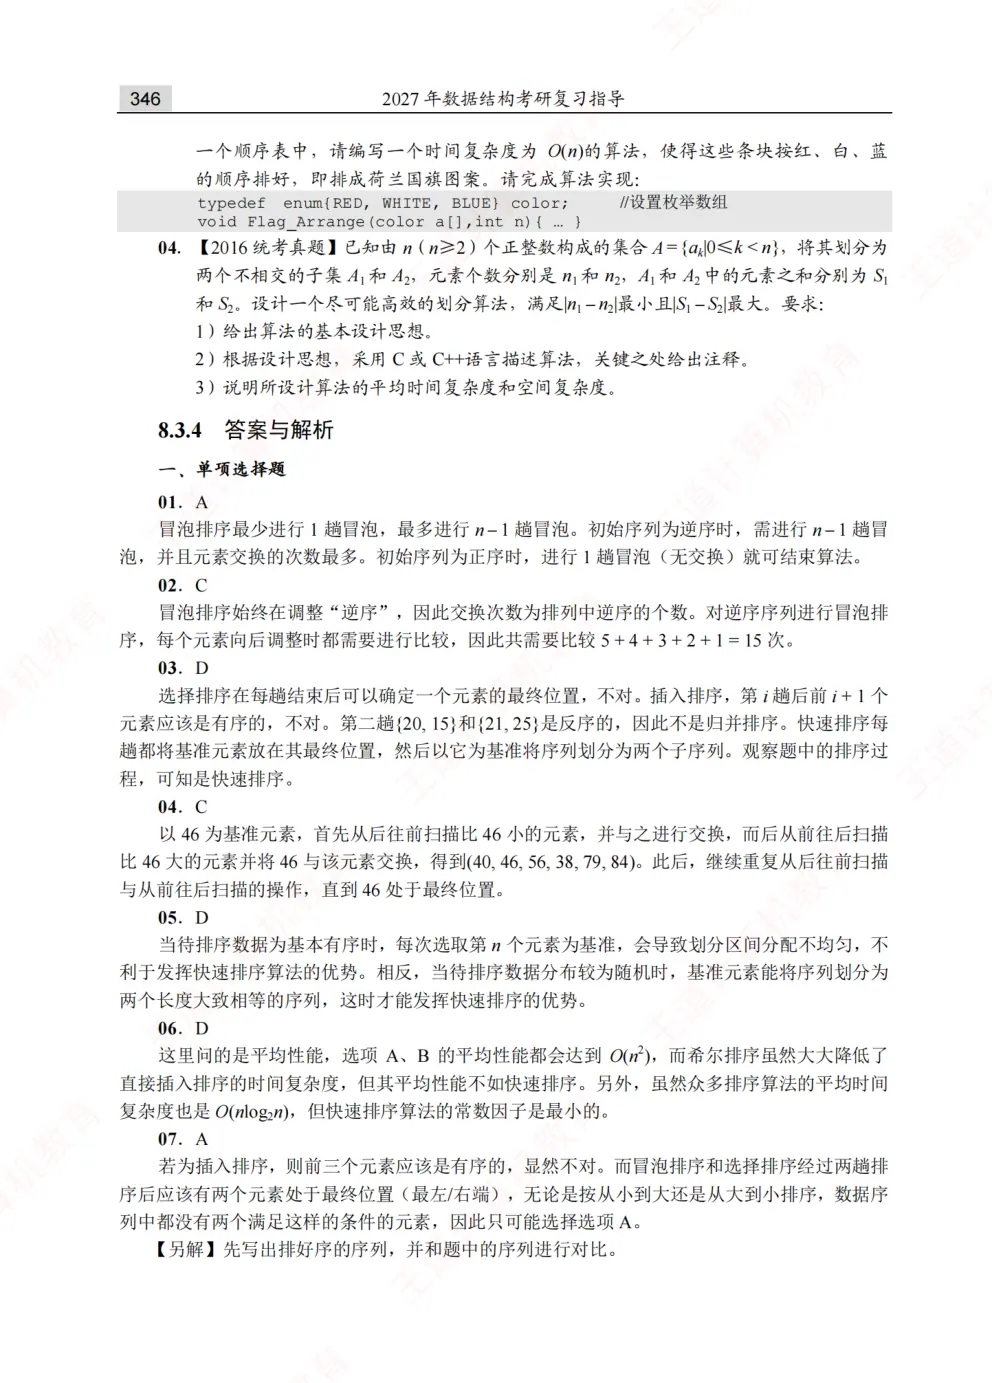 346
2027 年数据结构考研复习指导
一个顺序表中，请编写一个时间复杂度为 O(n)的算法，使得这些条块按红、白、蓝
的顺序排好，即排成荷兰国旗图案。请完成算法实现：
typedef enum{RED, WHITE, BLUE} color; //设置枚举数组
void Flag_Arrange(color a[],int n){ … }
04. 【2016 统考真题】已知由 n（n≥2）个正整数构成的集合 A = {aₖ|0≤k < n}，将其划分为
两个不相交的子集 A₁ 和 A₂，元素个数分别是 n₁ 和 n₂，A₁ 和 A₂ 中的元素之和分别为 S₁
和 S₂。设计一个尽可能高效的划分算法，满足|n₁ – n₂|最小且|S₁ – S₂|最大。要求：
1）给出算法的基本设计思想。
2）根据设计思想，采用 C 或 C++语言描述算法，关键之处给出注释。
3）说明所设计算法的平均时间复杂度和空间复杂度。
8.3.4 答案与解析
一、单项选择题
01. A
冒泡排序最少进行 1 趟冒泡，最多进行 n – 1 趟冒泡。初始序列为逆序时，需进行 n – 1 趟冒
泡，并且元素交换的次数最多。初始序列为正序时，进行 1 趟冒泡（无交换）就可结束算法。
02. C
冒泡排序始终在调整“逆序”，因此交换次数为排列中逆序的个数。对逆序序列进行冒泡排
序，每个元素向后调整时都需要进行比较，因此共需要比较 5 + 4 + 3 + 2 + 1 = 15 次。
03. D
选择排序在每趟结束后可以确定一个元素的最终位置，不对。插入排序，第 i 趟后前 i + 1 个
元素应该是有序的，不对。第二趟{20, 15}和{21, 25}是反序的，因此不是归并排序。快速排序每
趟都将基准元素放在其最终位置，然后以它为基准将序列划分为两个子序列。观察题中的排序过
程，可知是快速排序。
04. C
以 46 为基准元素，首先从后往前扫描比 46 小的元素，并与之进行交换，而后从前往后扫描
比 46 大的元素并将 46 与该元素交换，得到(40, 46, 56, 38, 79, 84)。此后，继续重复从后往前扫描
与从前往后扫描的操作，直到 46 处于最终位置。
05. D
当待排序数据为基本有序时，每次选取第 n 个元素为基准，会导致划分区间分配不均匀，不
利于发挥快速排序算法的优势。相反，当待排序数据分布较为随机时，基准元素能将序列划分为
两个长度大致相等的序列，这时才能发挥快速排序的优势。
06. D
这里问的是平均性能，选项 A、B 的平均性能都会达到 O(n²)，而希尔排序虽然大大降低了
直接插入排序的时间复杂度，但其平均性能不如快速排序。另外，虽然众多排序算法的平均时间
复杂度也是 O(nlog₂n)，但快速排序算法的常数因子是最小的。
07. A
若为插入排序，则前三个元素应该是有序的，显然不对。而冒泡排序和选择排序经过两趟排
序后应该有两个元素处于最终位置（最左/右端），无论是按从小到大还是从大到小排序，数据序
列中都没有两个满足这样的条件的元素，因此只可能选择选项 A。
【另解】先写出排好序的序列，并和题中的序列进行对比。